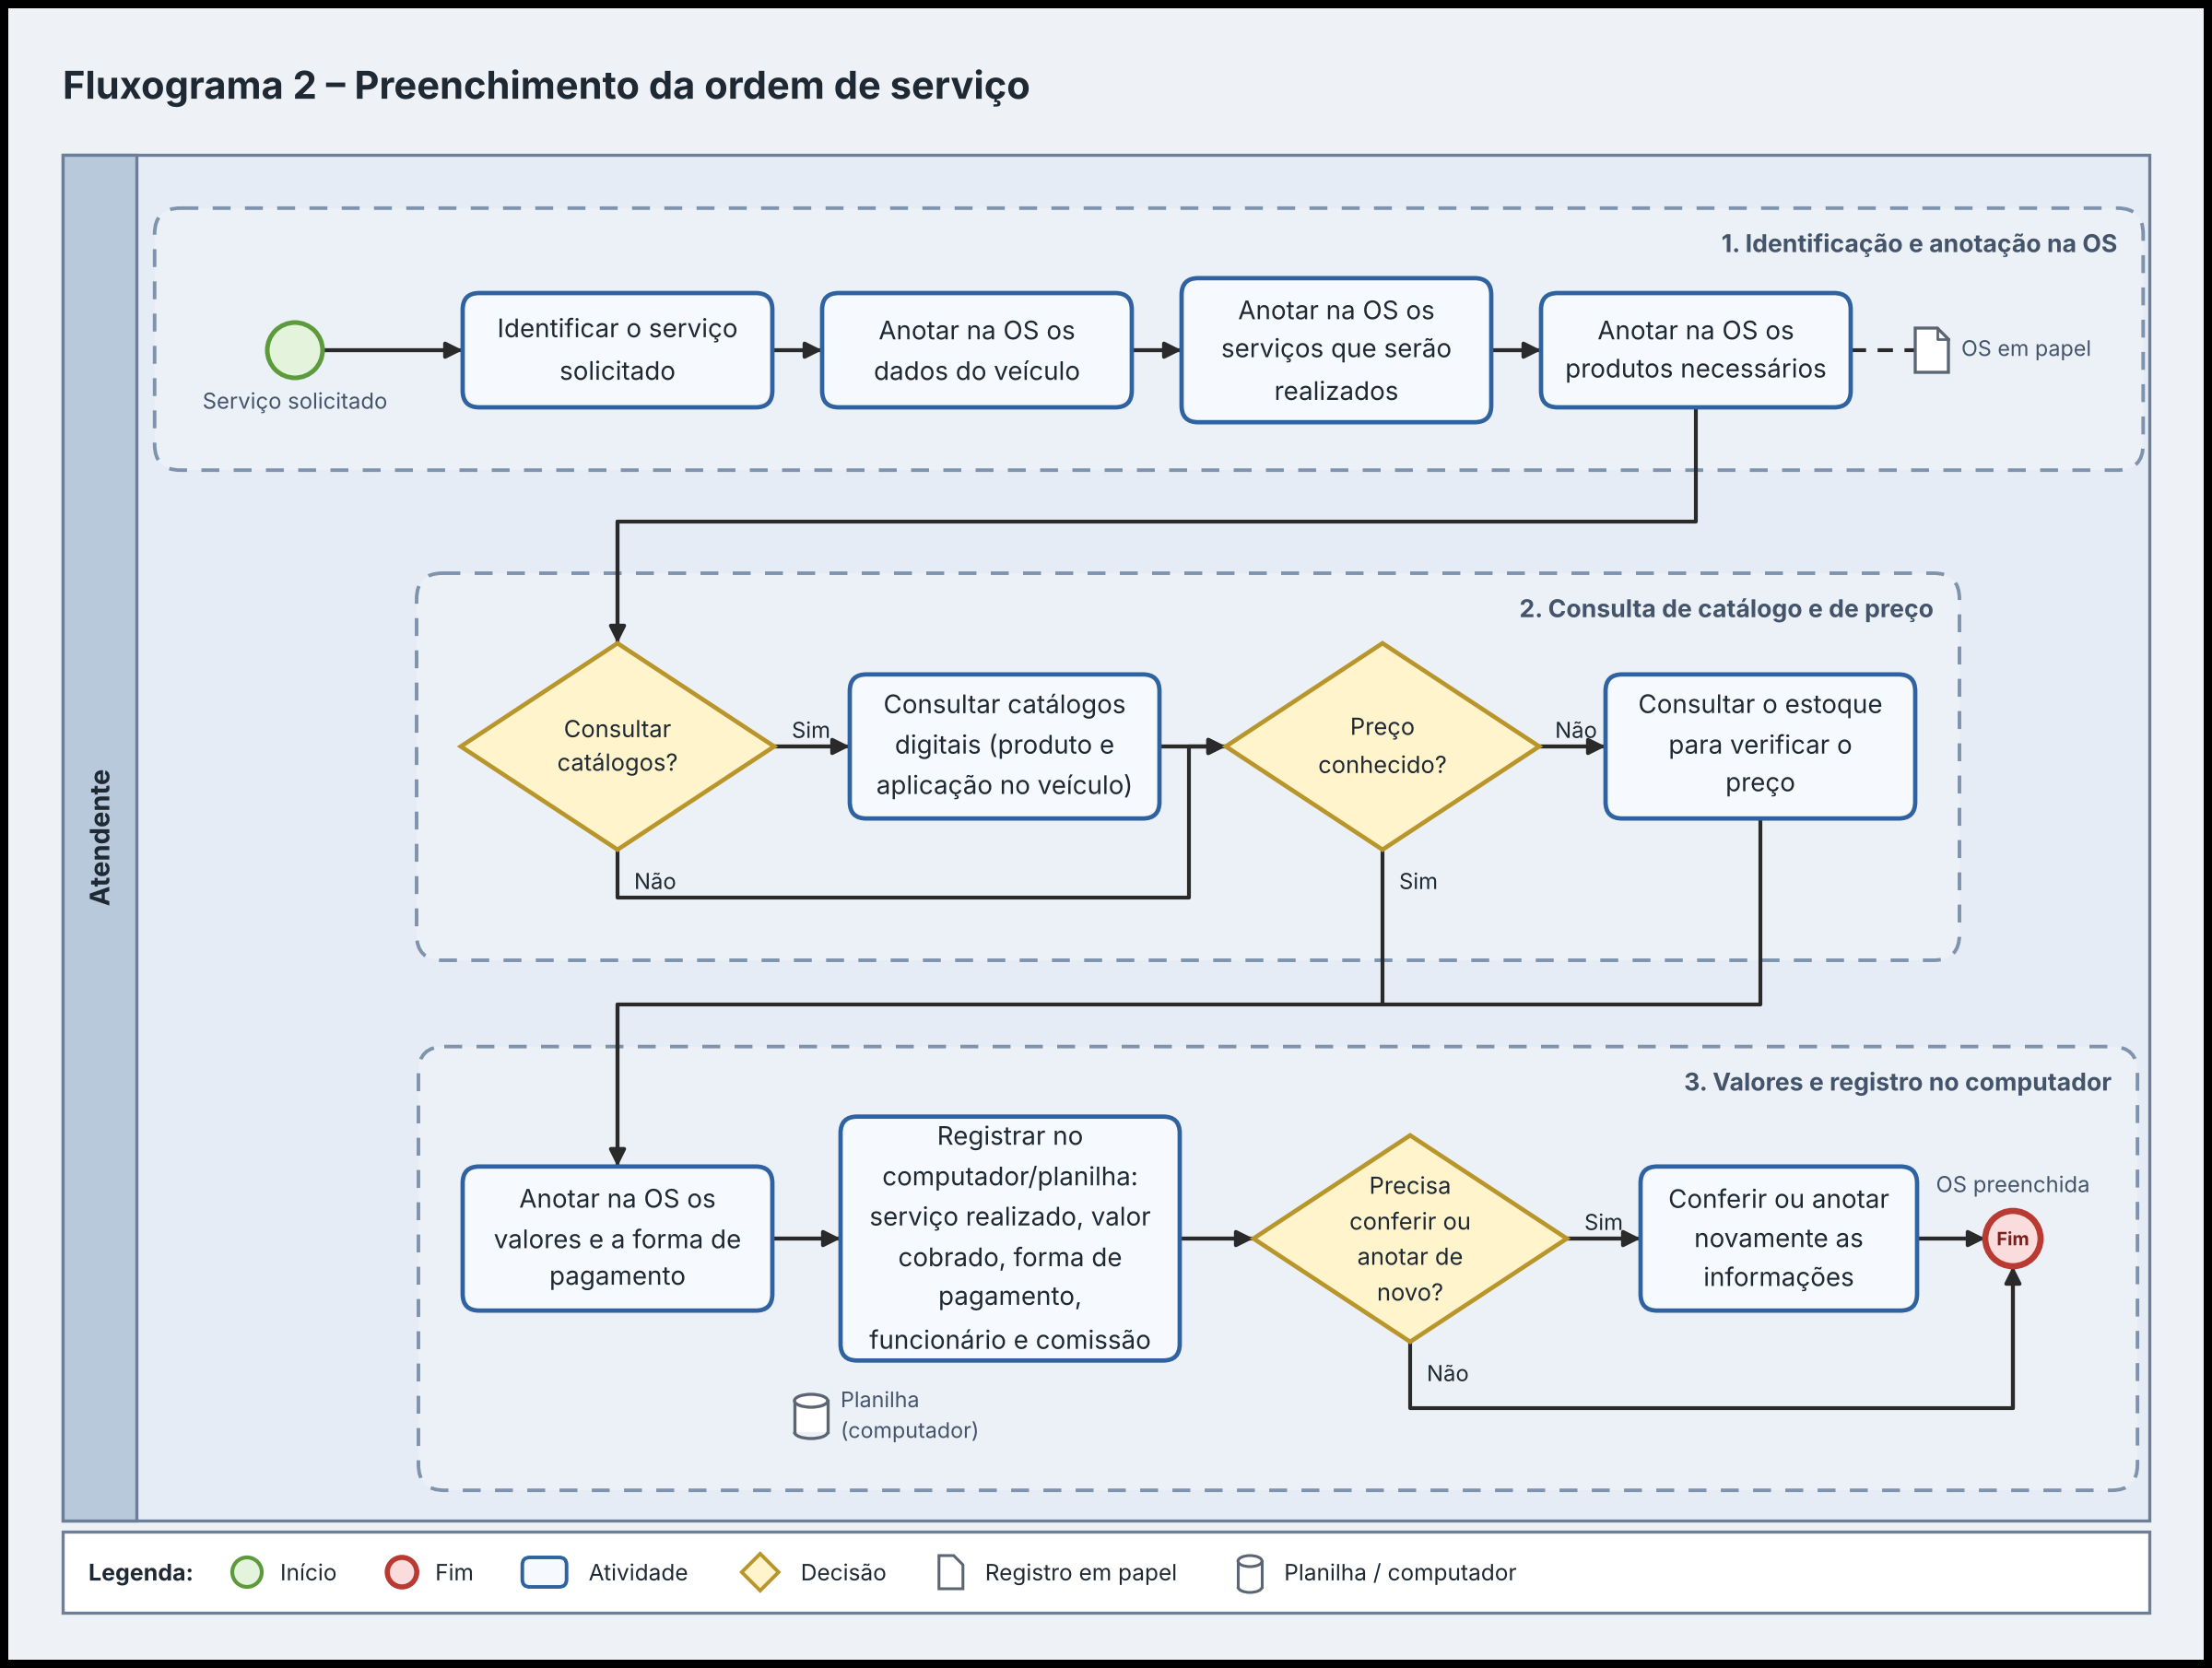 Fluxograma 2 – Preenchimento da ordem de serviço
Atendente
1. Identificação e anotação na OS
Serviço solicitado
Identificar o serviço
solicitado
Anotar na OS os
dados do veículo
Anotar na OS os
serviços que serão
realizados
Anotar na OS os
produtos necessários
OS em papel
2. Consulta de catálogo e de preço
Consultar
catálogos?
Sim
Não
Consultar catálogos
digitais (produto e
aplicação no veículo)
Preço
conhecido?
Não
Sim
Consultar o estoque
para verificar o
preço
3. Valores e registro no computador
Anotar na OS os
valores e a forma de
pagamento
Registrar no
computador/planilha:
serviço realizado, valor
cobrado, forma de
pagamento,
funcionário e comissão
Planilha
(computador)
Precisa
conferir ou
anotar de
novo?
Sim
Não
Conferir ou anotar
novamente as
informações
OS preenchida
Fim
Legenda:
Início
Fim
Atividade
Decisão
Registro em papel
Planilha / computador